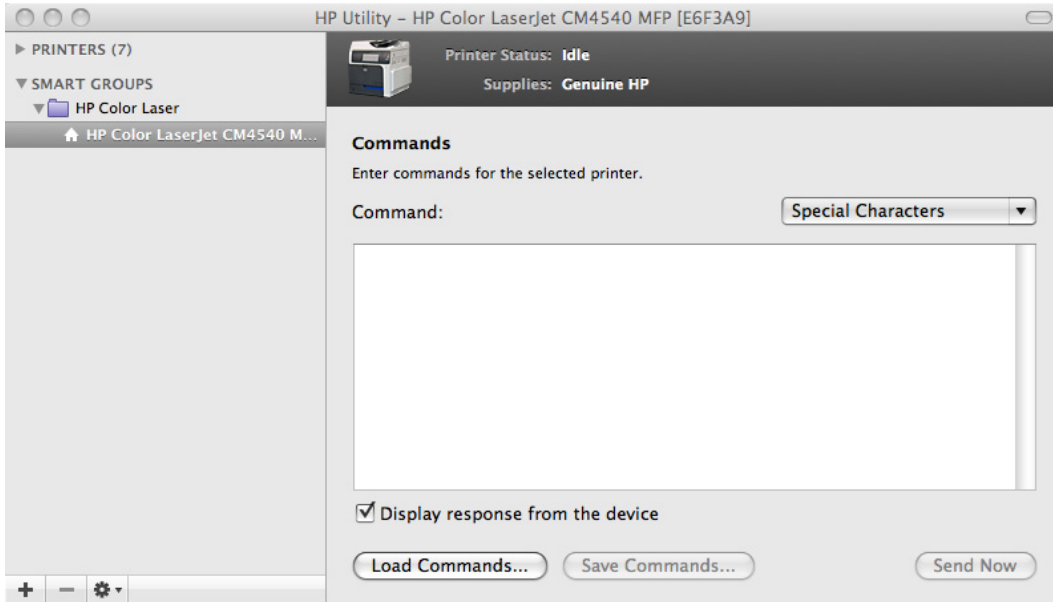 HP Utility – HP Color LaserJet CM4540 MFP [E6F3A9]
PRINTERS (7)
SMART GROUPS
HP Color Laser
HP Color LaserJet CM4540 M...
Printer Status: Idle
Supplies: Genuine HP
Commands
Enter commands for the selected printer.
Command:
Special Characters
Display response from the device
Load Commands...
Save Commands...
Send Now